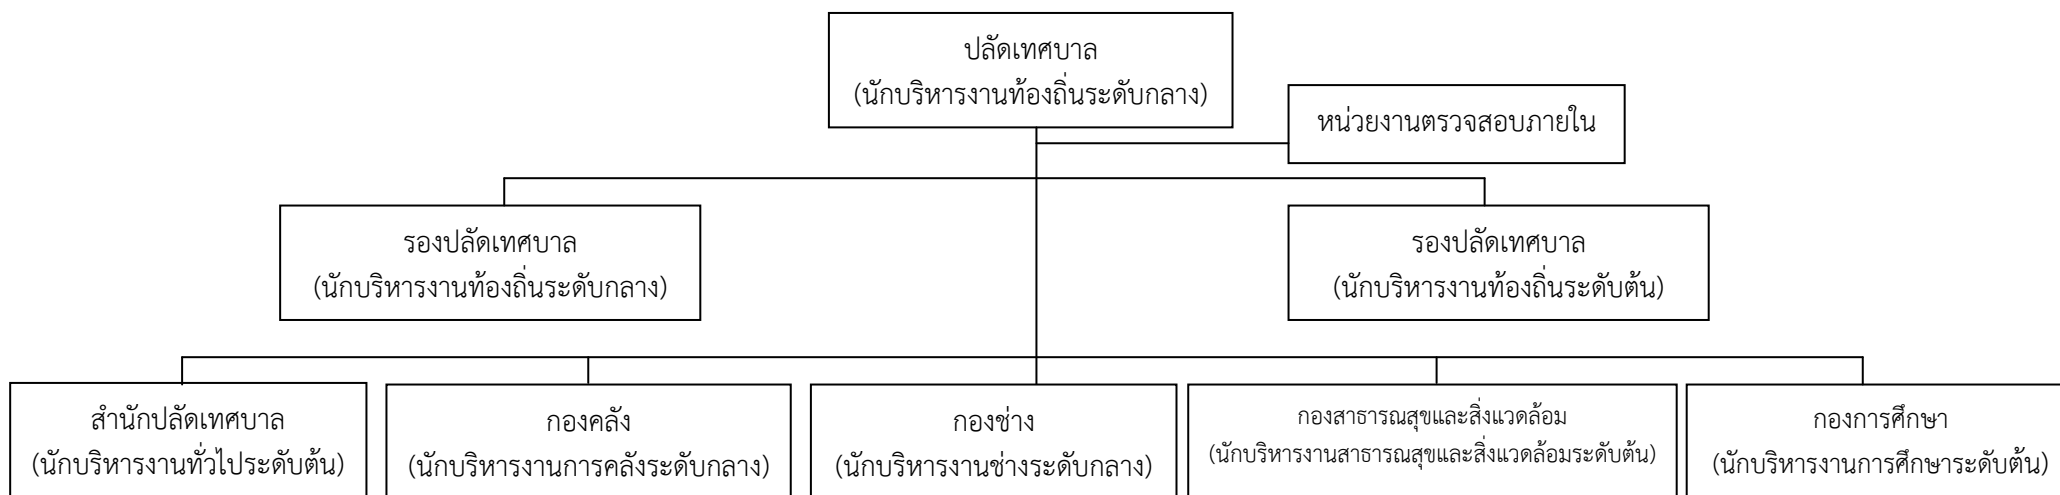 ปลัดเทศบาล
(นักบริหารงานท้องถิ่นระดับกลาง)
หน่วยงานตรวจสอบภายใน
รองปลัดเทศบาล
(นักบริหารงานท้องถิ่นระดับกลาง)
รองปลัดเทศบาล
(นักบริหารงานท้องถิ่นระดับต้น)
สำนักปลัดเทศบาล
(นักบริหารงานทั่วไประดับต้น)
กองคลัง
(นักบริหารงานการคลังระดับกลาง)
กองช่าง
(นักบริหารงานช่างระดับกลาง)
กองสาธารณสุขและสิ่งแวดล้อม
(นักบริหารงานสาธารณสุขและสิ่งแวดล้อมระดับต้น)
กองการศึกษา
(นักบริหารงานการศึกษาระดับต้น)